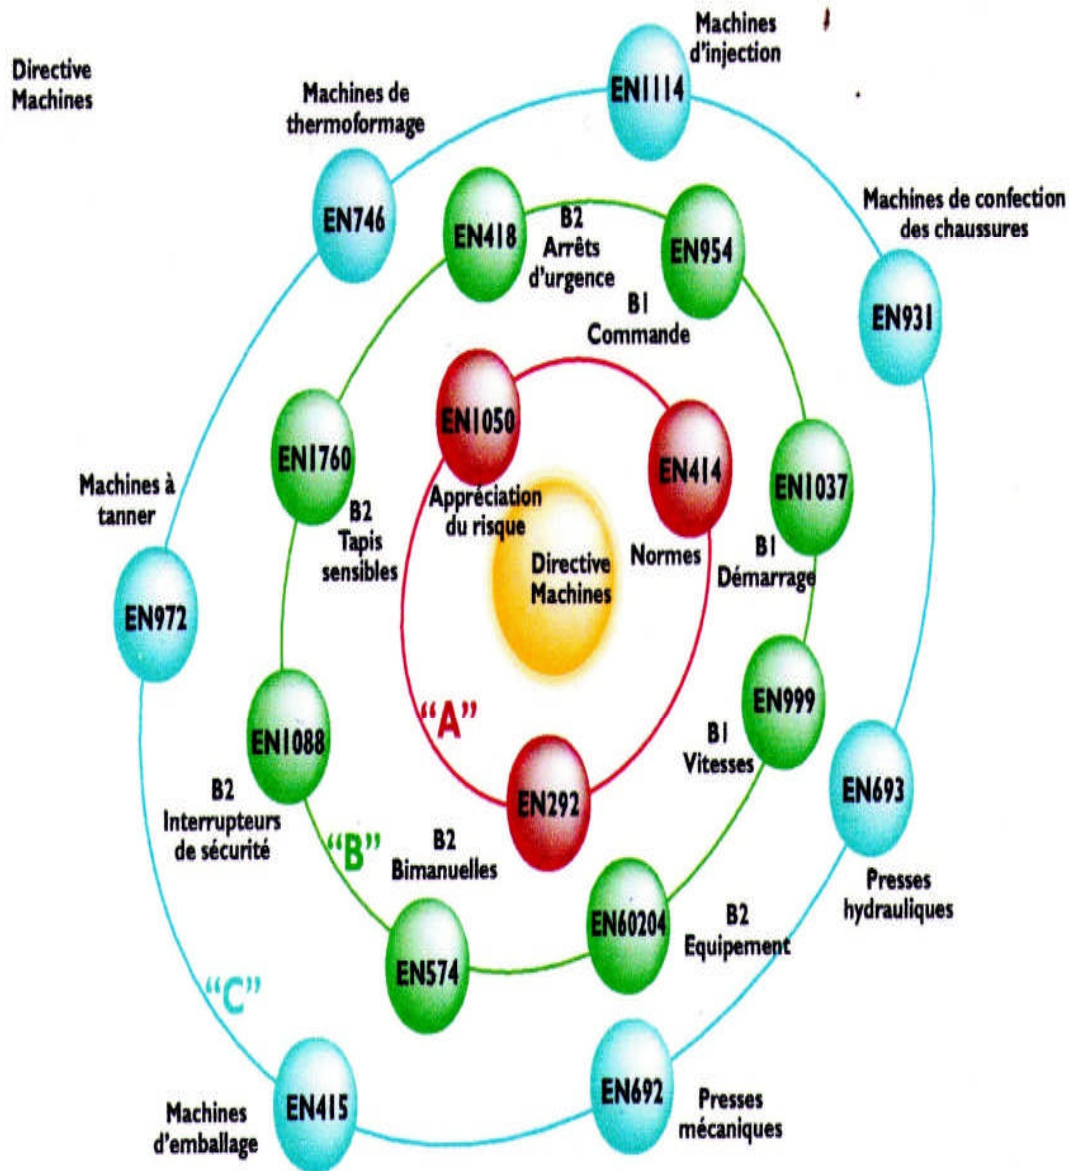 Directive
Machines
Machines
d'injection
EN1114
Machines de
thermoformage
EN746
Machines de confection
des chaussures
EN931
EN418
B2
Arrêts
d'urgence
EN954
B1
Commande
EN1050
Appréciation
du risque
EN414
Normes
EN1760
B2
Tapis
sensibles
EN1037
B1
Démarrage
Machines à
tanner
EN972
Directive
Machines
EN999
B1
Vitesses
"A"
EN292
EN1088
B2
Interrupteurs
de sécurité
"B"
B2
Bimanuelles
EN574
EN60204
B2
Equipement
EN693
Presses
hydrauliques
"C"
EN415
Machines
d'emballage
EN692
Presses
mécaniques